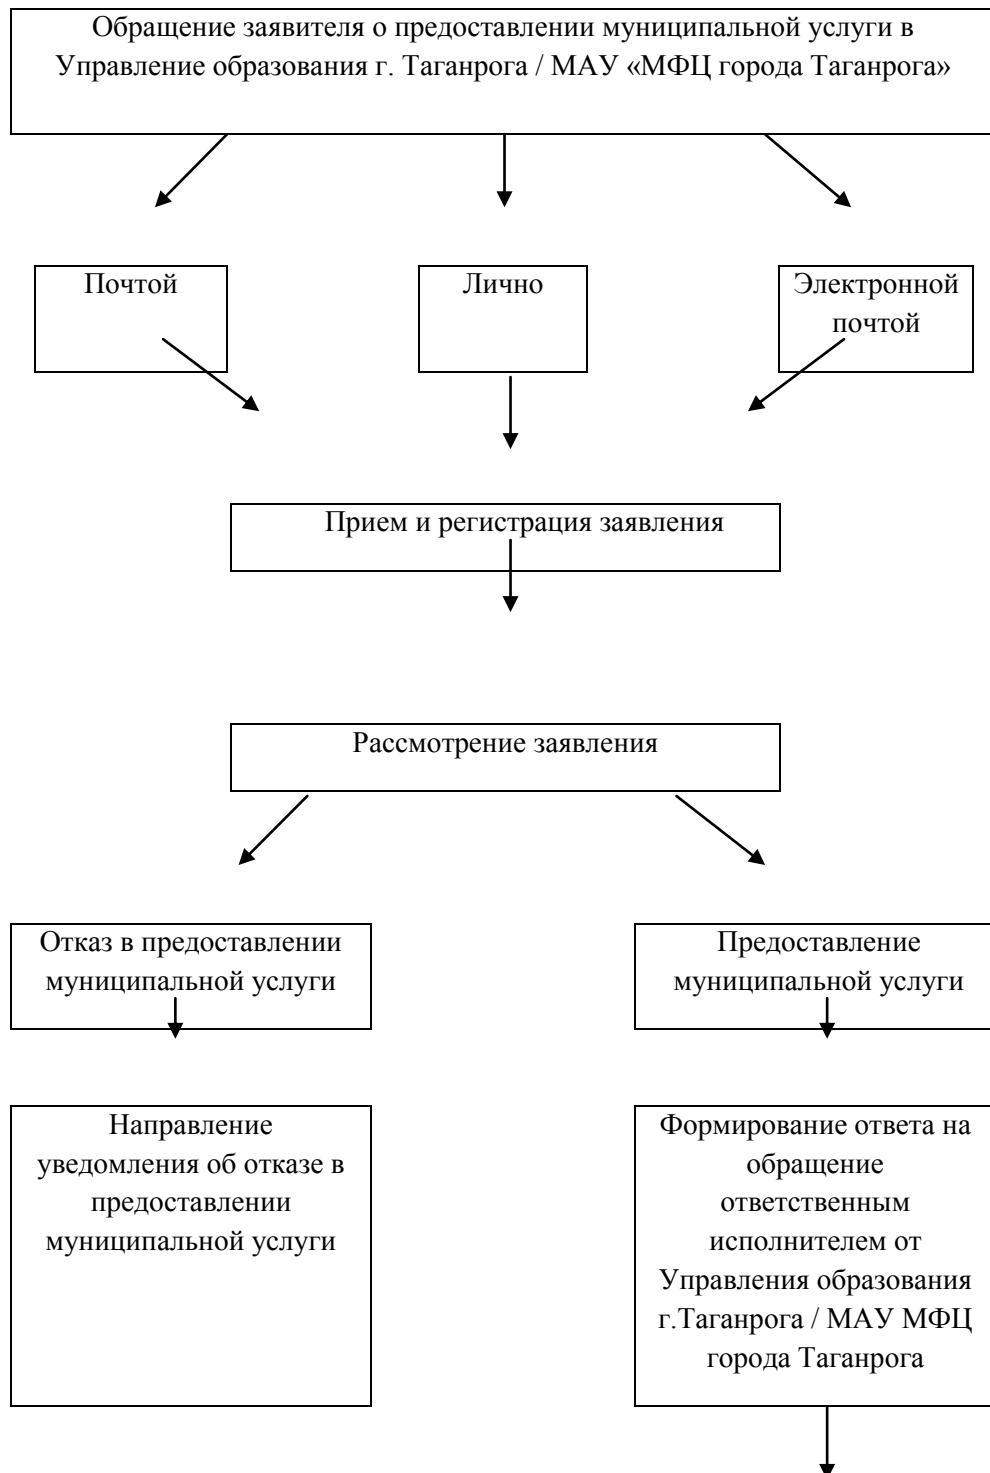 Обращение заявителя о предоставлении муниципальной услуги в
Управление образования г. Таганрога / МАУ «МФЦ города Таганрога»
Почтой
Лично
Электронной
почтой
Прием и регистрация заявления
Рассмотрение заявления
Отказ в предоставлении
муниципальной услуги
Предоставление
муниципальной услуги
Направление
уведомления об отказе в
предоставлении
муниципальной услуги
Формирование ответа на
обращение
ответственным
исполнителем от
Управления образования
г.Таганрога / МАУ МФЦ
города Таганрога